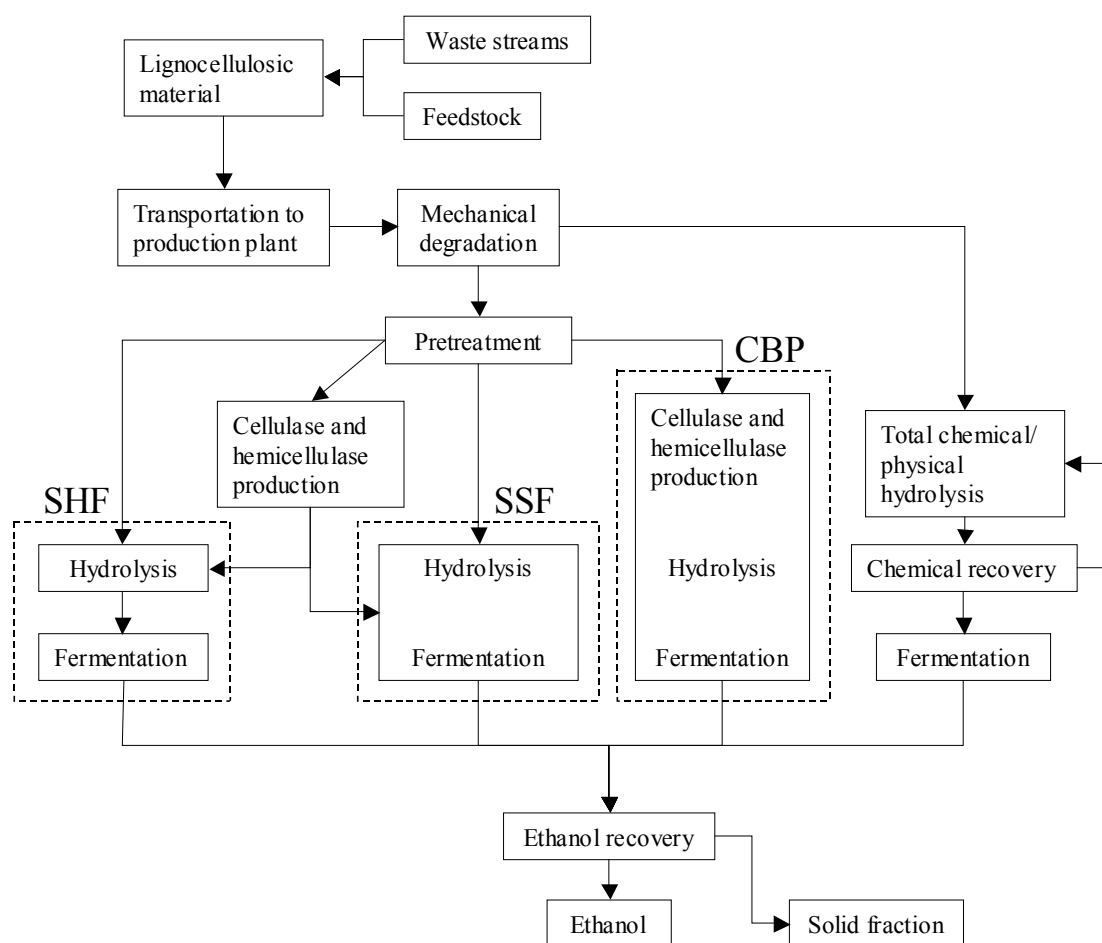 Waste streams
Lignocellulosic
material
Feedstock
Transportation to
production plant
Mechanical
degradation
Pretreatment
CBP
Cellulase and
hemicellulase
production
Cellulase and
hemicellulase
production
Total chemical/
physical
hydrolysis
SHF
SSF
Hydrolysis
Hydrolysis
Hydrolysis
Chemical recovery
Fermentation
Fermentation
Fermentation
Fermentation
Ethanol recovery
Ethanol
Solid fraction